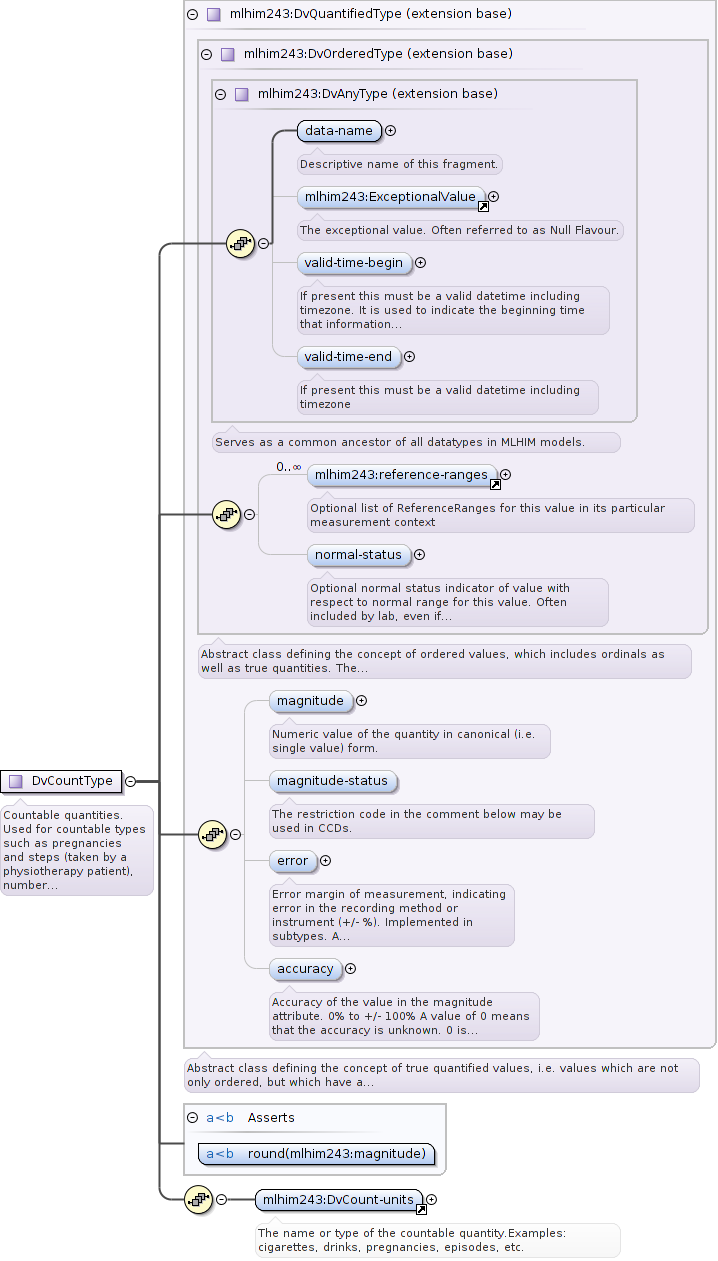 mlhim243:DvQuantifiedType (extension base)
mlhim243:DvOrderedType (extension base)
mlhim243:DvAnyType (extension base)
data-name
Descriptive name of this fragment.
mlhim243:ExceptionalValue
The exceptional value. Often referred to as Null Flavour.
valid-time-begin
If present this must be a valid datetime including
timezone. It is used to indicate the beginning time
that information...
valid-time-end
If present this must be a valid datetime including
timezone
Serves as a common ancestor of all datatypes in MLHIM models.
0..∞
mlhim243:reference-ranges
Optional list of ReferenceRanges for this value in its particular
measurement context
normal-status
Optional normal status indicator of value with
respect to normal range for this value. Often
included by lab, even if...
Abstract class defining the concept of ordered values, which includes ordinals as
well as true quantities. The...
magnitude
Numeric value of the quantity in canonical (i.e.
single value) form.
DvCountType
Countable quantities.
Used for countable types
such as pregnancies
and steps (taken by a
physiotherapy patient),
number...
magnitude-status
The restriction code in the comment below may be
used in CCDs.
error
Error margin of measurement, indicating
error in the recording method or
instrument (+/- %). Implemented in
subtypes. A...
accuracy
Accuracy of the value in the magnitude
attribute. 0% to +/- 100% A value of 0 means
that the accuracy is unknown. 0 is...
Abstract class defining the concept of true quantified values, i.e. values which are not
only ordered, but which have a...
a<b Asserts
a<b round(mlhim243:magnitude)
mlhim243:DvCount-units
The name or type of the countable quantity.Examples:
cigarettes, drinks, pregnancies, episodes, etc.